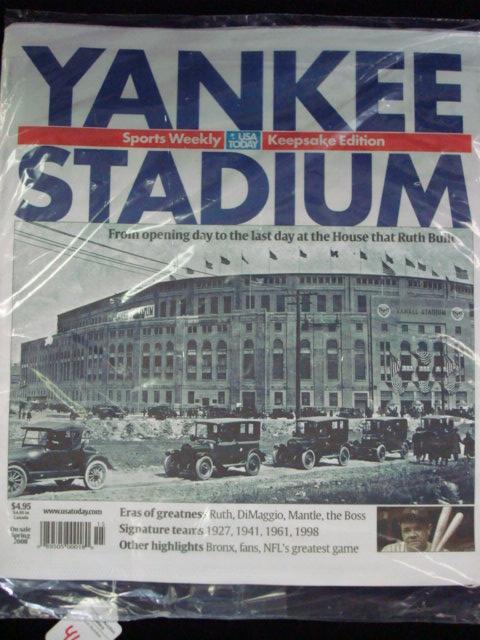 YANKEE
Sports Weekly USA TODAY Keepsake Edition
STADIUM
From opening day to the last day at the House that Ruth Built
YANKEE STADIUM
$4.95
www.usatoday.com
On sale
Spring
2008
Eras of greatness Ruth, DiMaggio, Mantle, the Boss
Signature teams 1927, 1941, 1961, 1998
Other highlights Bronx, fans, NFL's greatest game